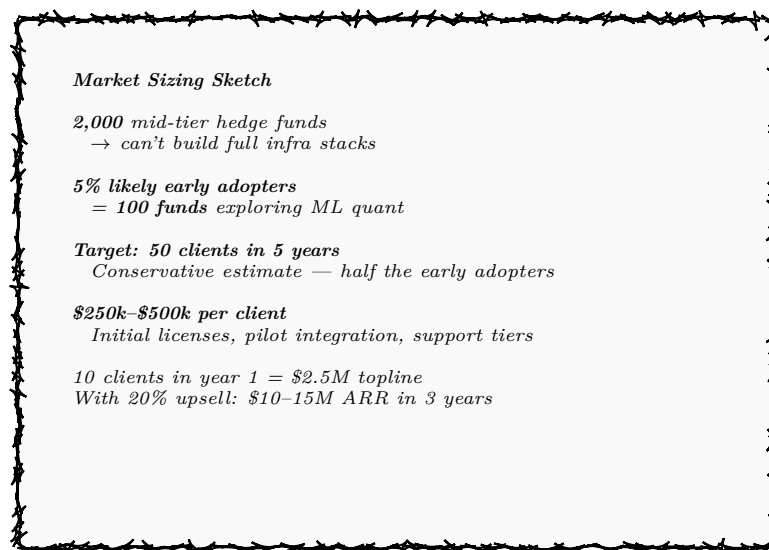 Market Sizing Sketch
2,000 mid-tier hedge funds
→ can't build full infra stacks
5% likely early adopters
= 100 funds exploring ML quant
Target: 50 clients in 5 years
Conservative estimate — half the early adopters
$250k–$500k per client
Initial licenses, pilot integration, support tiers
10 clients in year 1 = $2.5M topline
With 20% upsell: $10–15M ARR in 3 years